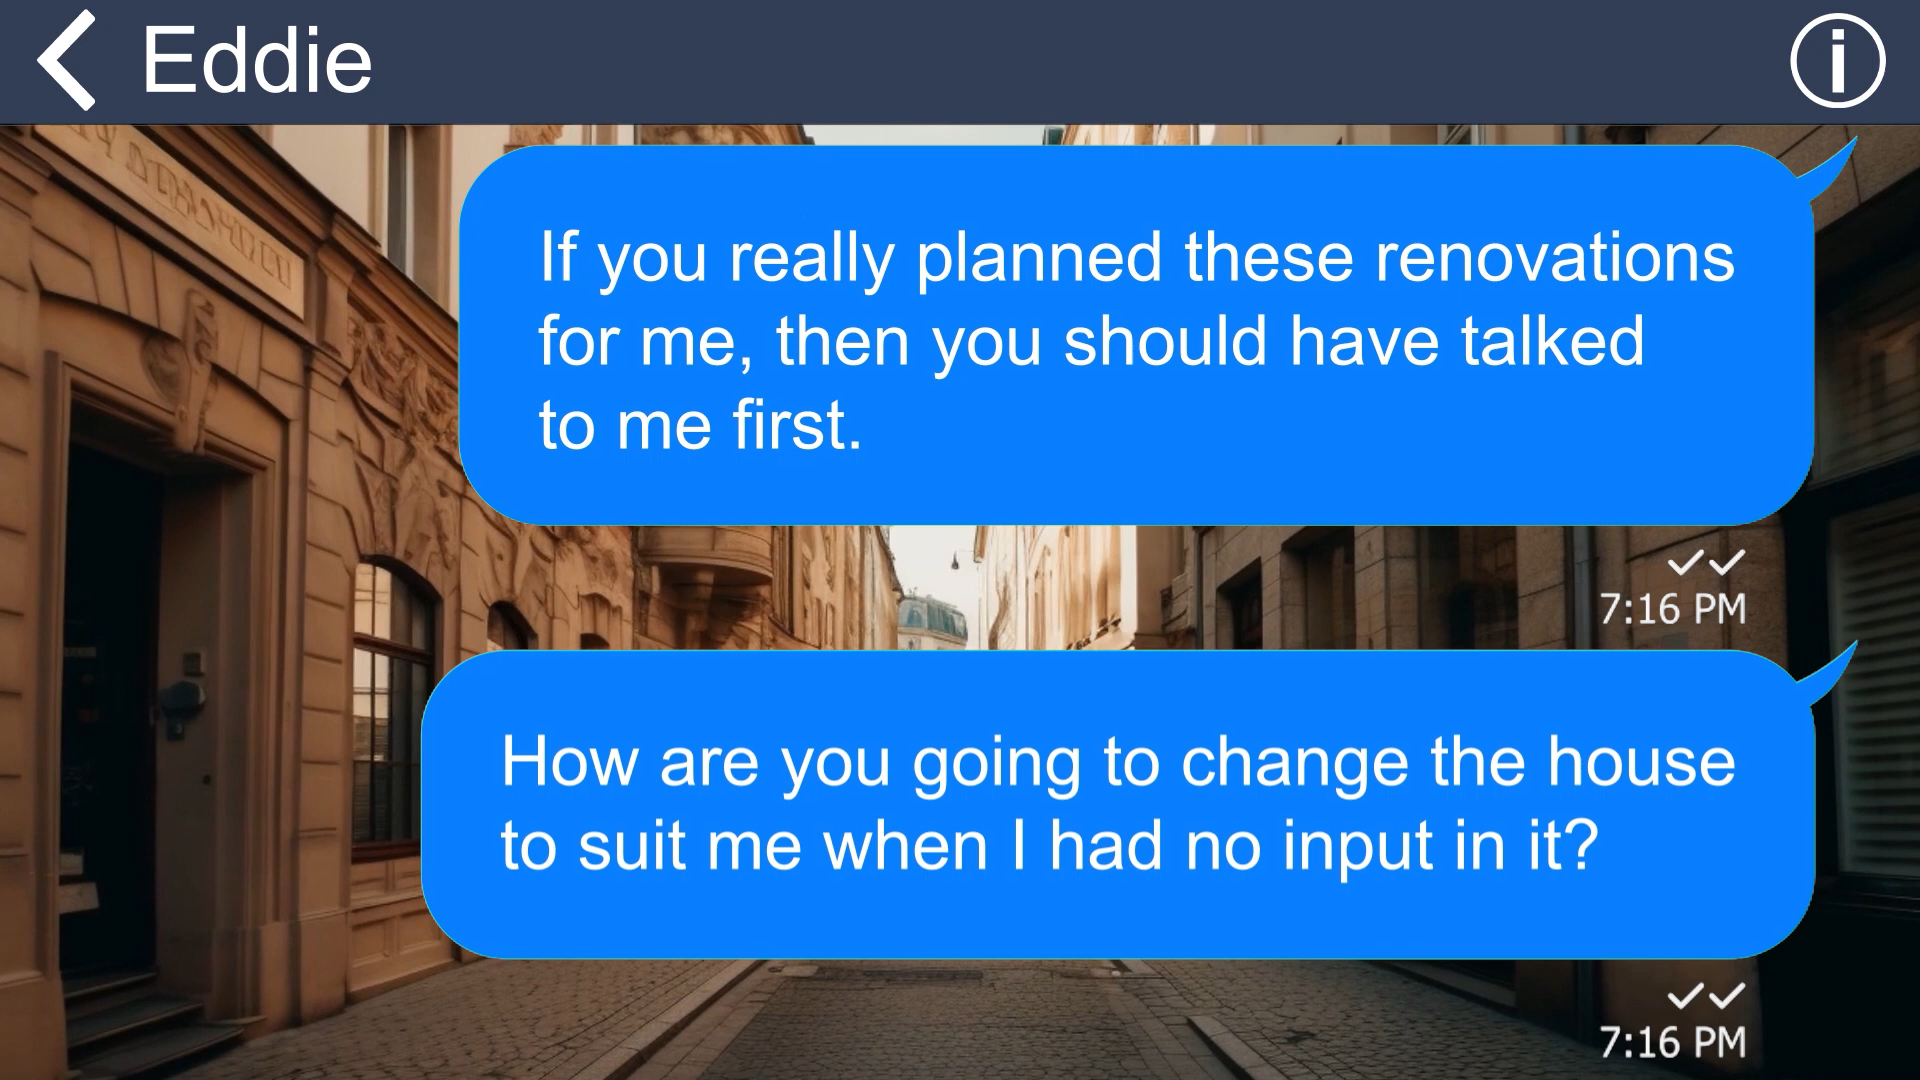 Eddie
If you really planned these renovations
for me, then you should have talked
to me first.
7:16 PM
How are you going to change the house
to suit me when I had no input in it?
7:16 PM